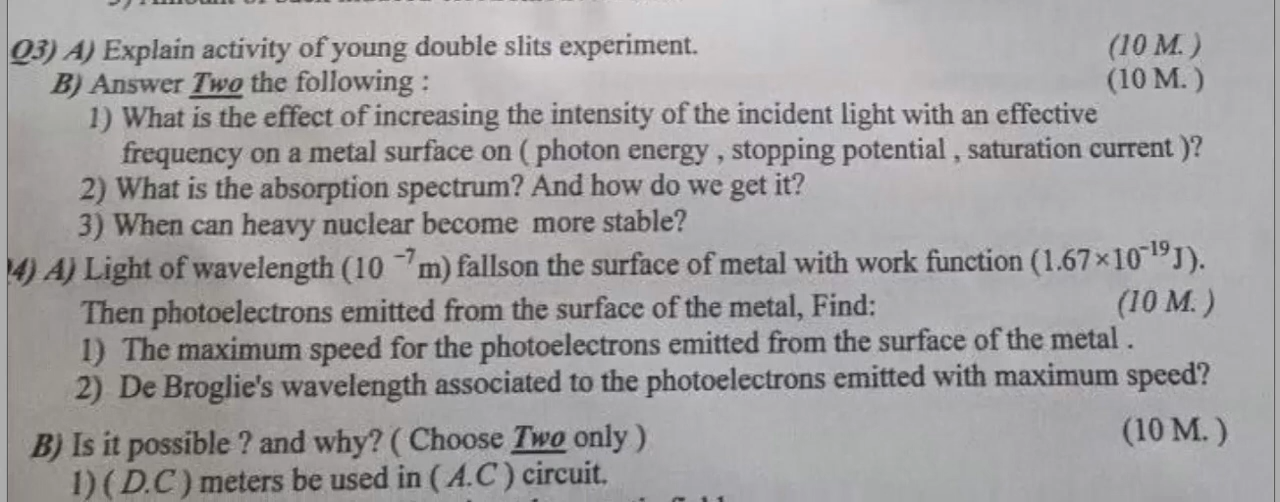 Q3) A) Explain activity of young double slits experiment. (10 M.)
B) Answer Two the following : (10 M.)
1) What is the effect of increasing the intensity of the incident light with an effective
frequency on a metal surface on ( photon energy , stopping potential , saturation current )?
2) What is the absorption spectrum? And how do we get it?
3) When can heavy nuclear become more stable?
4) A) Light of wavelength (10 ⁻⁷m) fallson the surface of metal with work function (1.67×10⁻¹⁹J).
Then photoelectrons emitted from the surface of the metal, Find: (10 M.)
1) The maximum speed for the photoelectrons emitted from the surface of the metal .
2) De Broglie's wavelength associated to the photoelectrons emitted with maximum speed?
B) Is it possible ? and why? ( Choose Two only ) (10 M.)
1) ( D.C ) meters be used in ( A.C ) circuit.